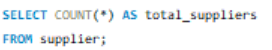 SELECT COUNT(*) AS total_suppliers
FROM supplier;